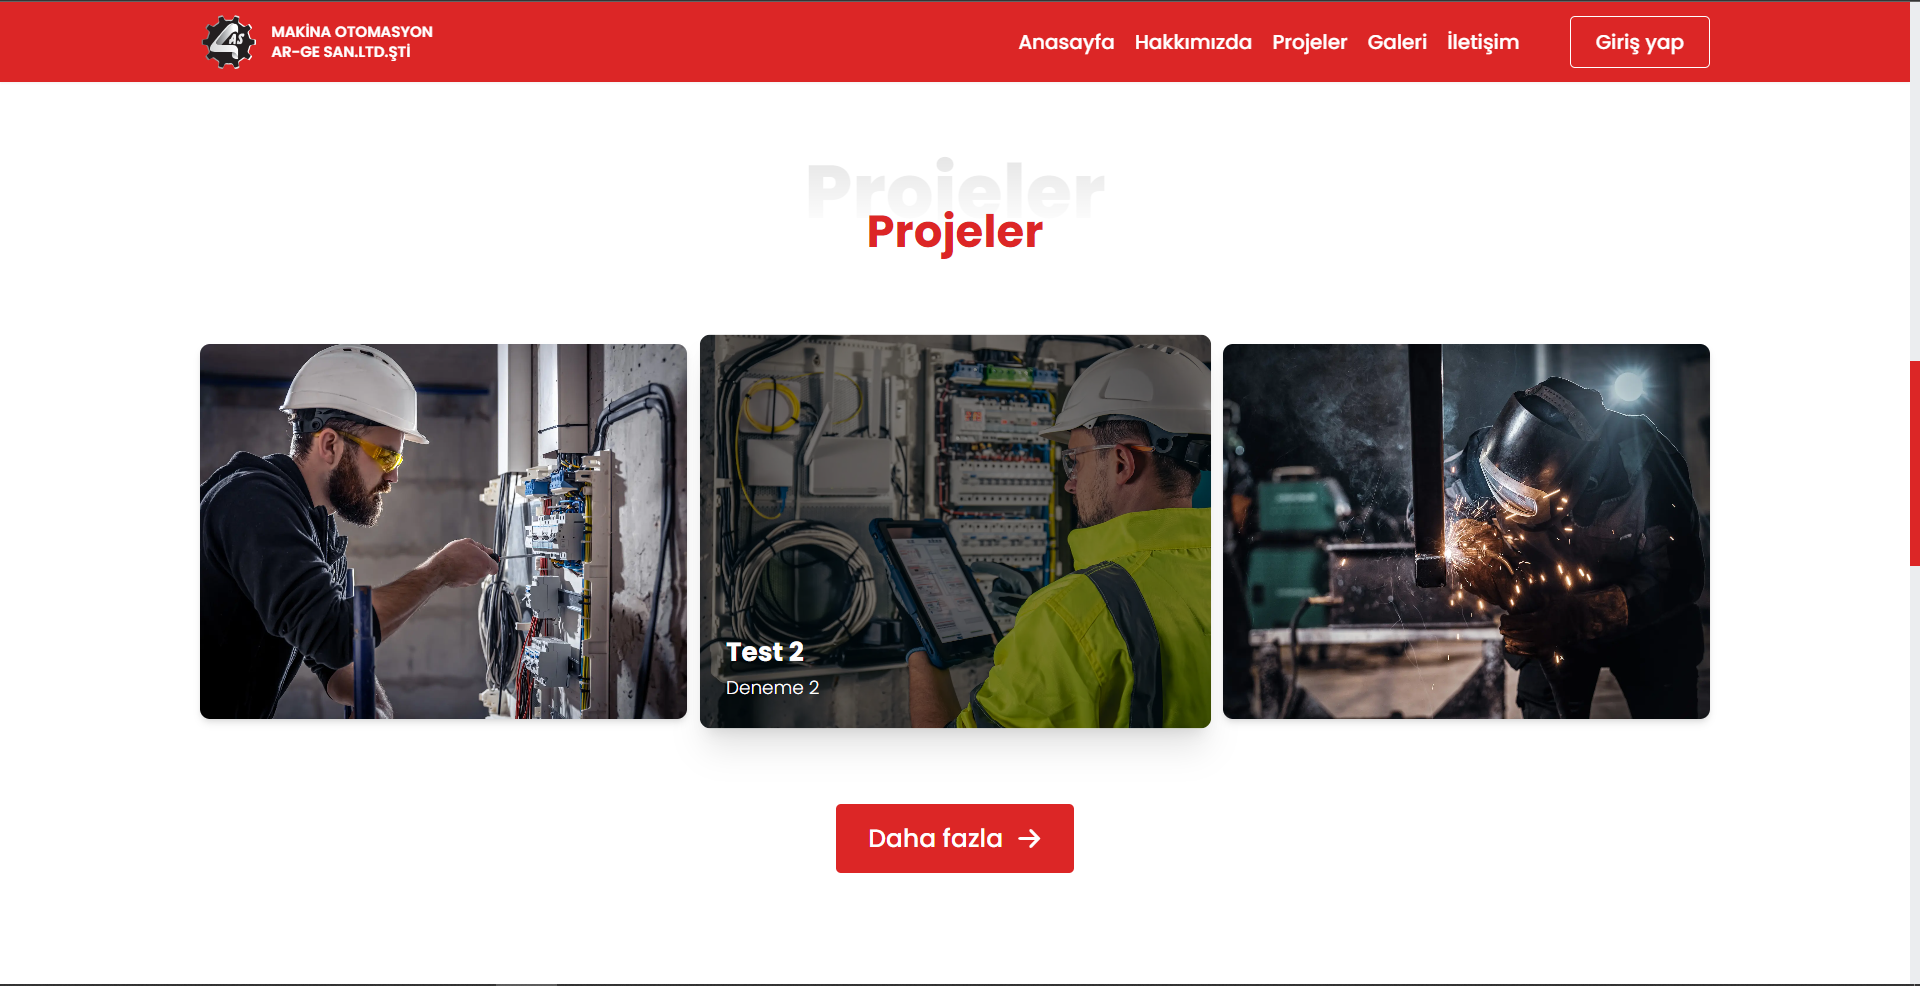 4AS
MAKİNA OTOMASYON
AR-GE SAN.LTD.ŞTİ
Anasayfa
Hakkımızda
Projeler
Galeri
İletişim
Giriş yap
Projeler
Projeler
Test 2
Deneme 2
Daha fazla